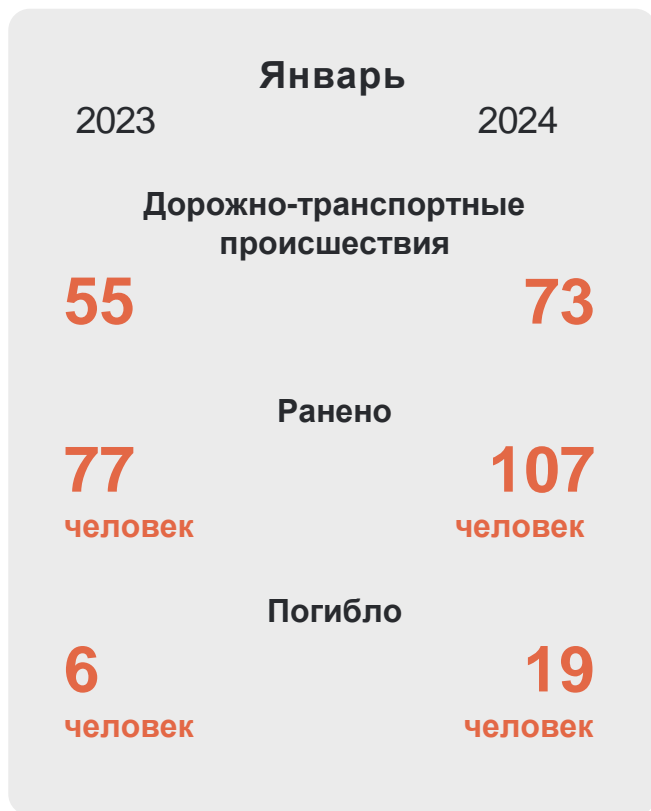 Январь
2023 2024
Дорожно-транспортные
происшествия
55 73
Ранено
77 107
человек человек
Погибло
6 19
человек человек